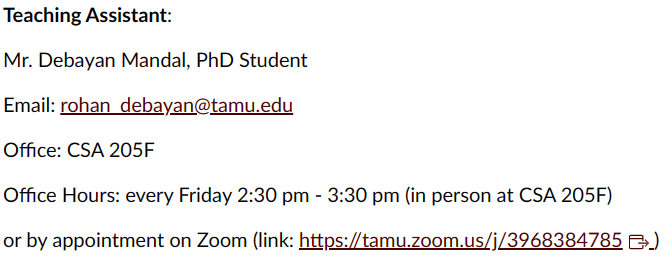 Teaching Assistant:
Mr. Debayan Mandal, PhD Student
Email: rohan_debayan@tamu.edu
Office: CSA 205F
Office Hours: every Friday 2:30 pm - 3:30 pm (in person at CSA 205F)
or by appointment on Zoom (link: https://tamu.zoom.us/j/3968384785 )